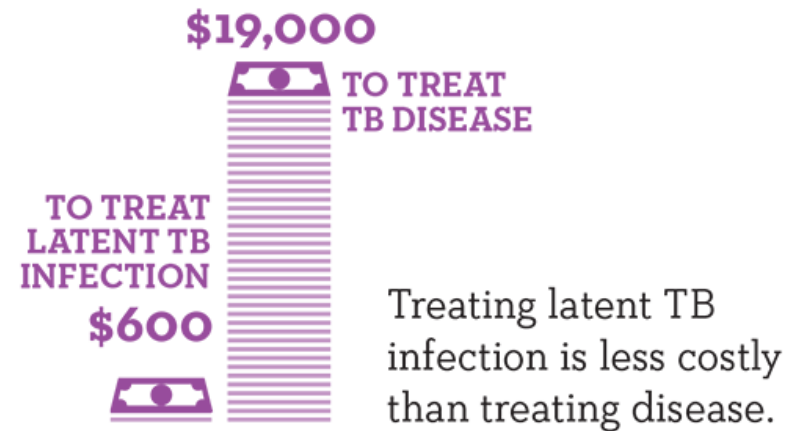 $19,000
TO TREAT
TB DISEASE
TO TREAT
LATENT TB
INFECTION
$600
Treating latent TB
infection is less costly
than treating disease.